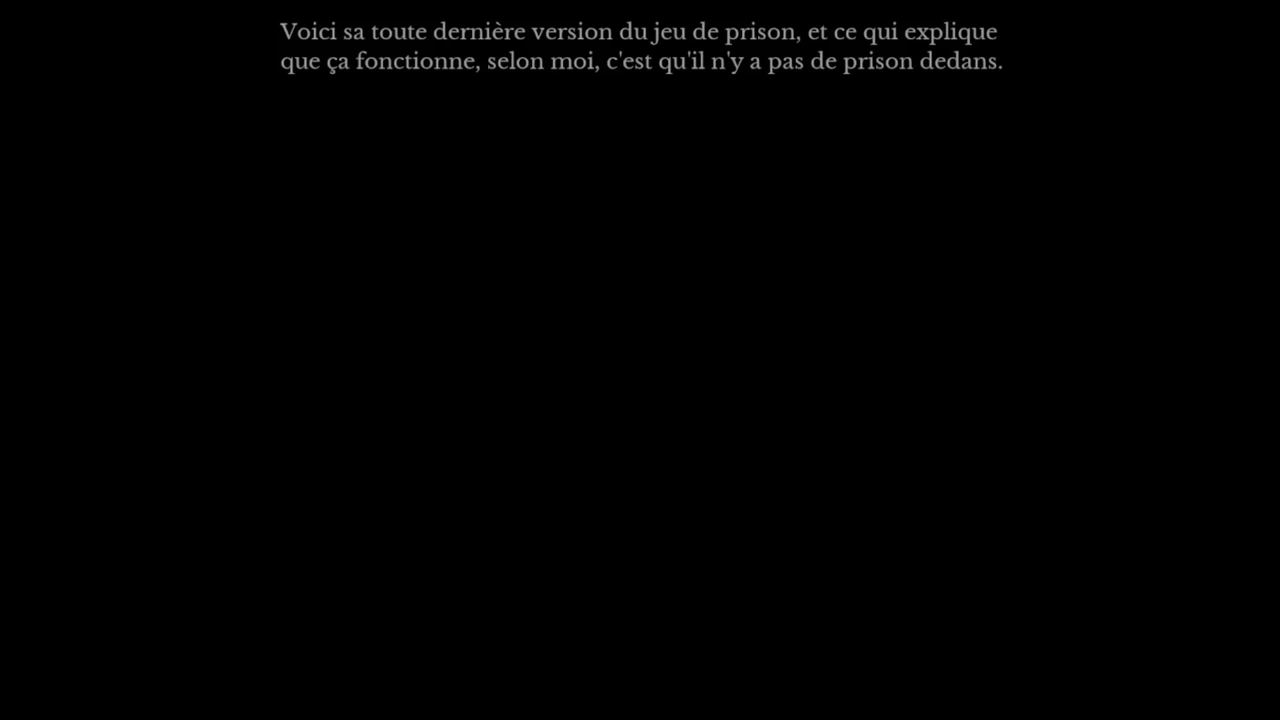 Voici sa toute dernière version du jeu de prison, et ce qui explique
que ça fonctionne, selon moi, c'est qu'il n'y a pas de prison dedans.